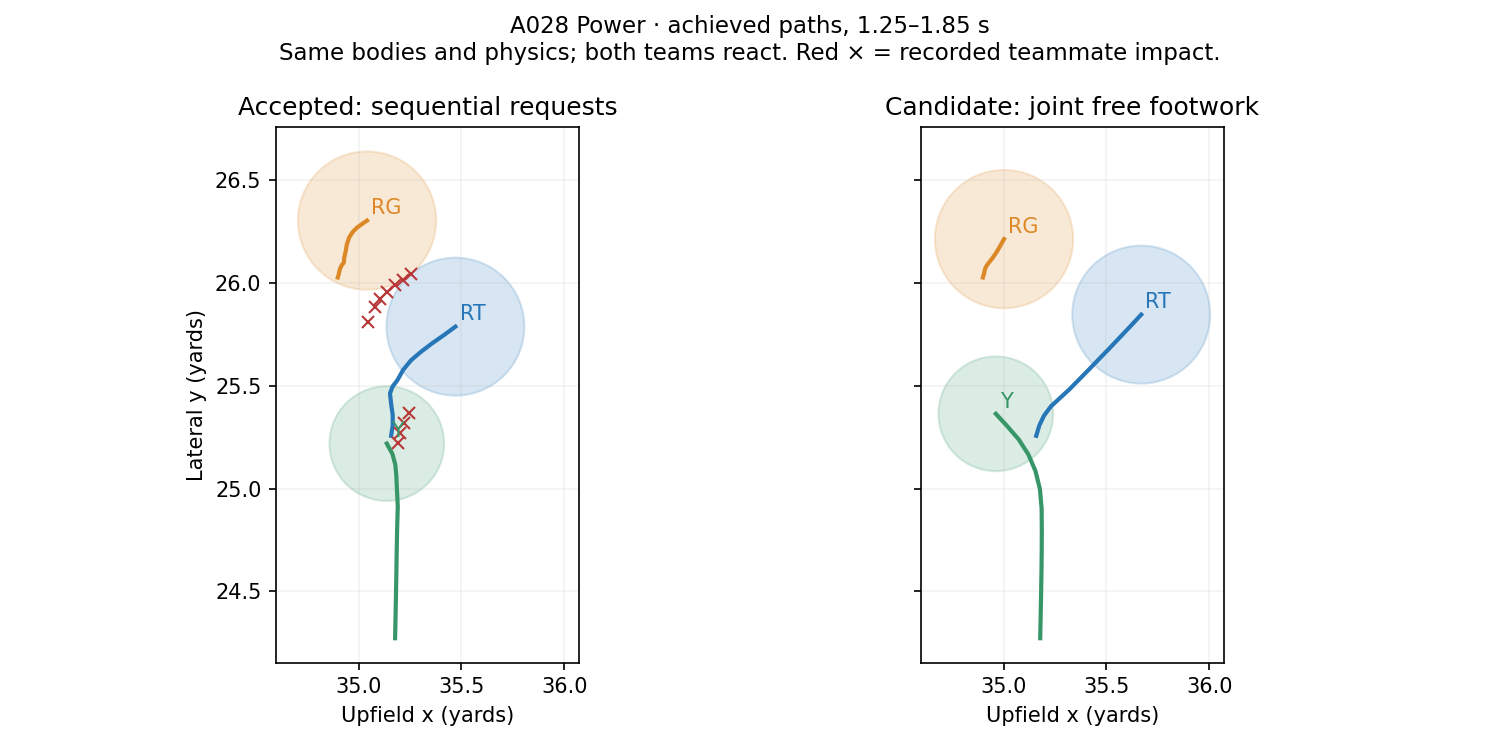 A028 Power · achieved paths, 1.25–1.85 s
Same bodies and physics; both teams react. Red × = recorded teammate impact.
Accepted: sequential requests
Candidate: joint free footwork
RG
RT
Y
26.5
26.0
25.5
25.0
24.5
Lateral y (yards)
35.0 35.5 36.0
Upfield x (yards)
RG
RT
Y
35.0 35.5 36.0
Upfield x (yards)